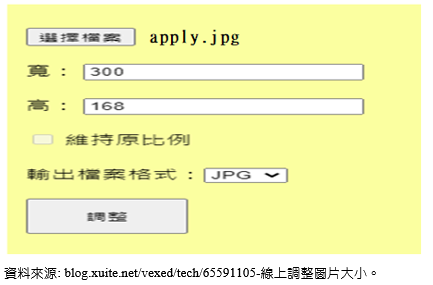 選擇檔案 apply.jpg
寬： 300
高： 168
維持原比例
輸出檔案格式：JPG
調整
資料來源: blog.xuite.net/vexed/tech/65591105-線上調整圖片大小。